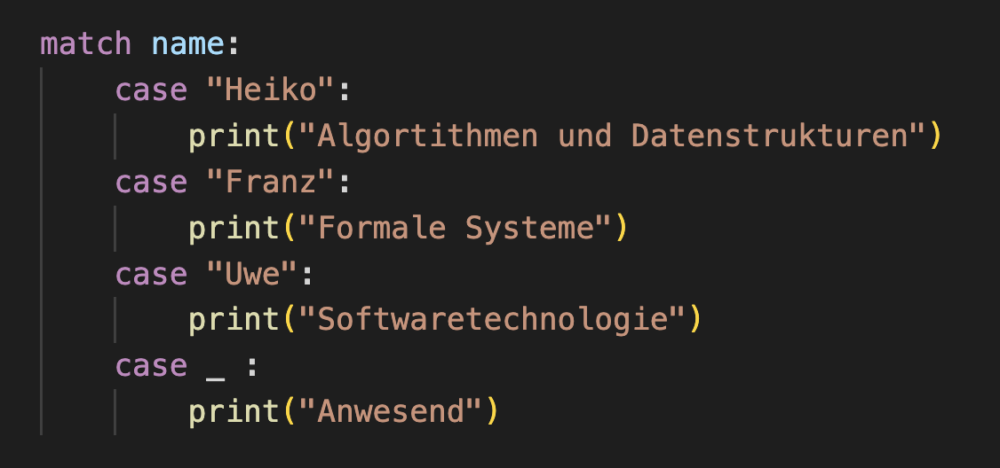 match name:
    case "Heiko":
        print("Algortithmen und Datenstrukturen")
    case "Franz":
        print("Formale Systeme")
    case "Uwe":
        print("Softwaretechnologie")
    case _ :
        print("Anwesend")